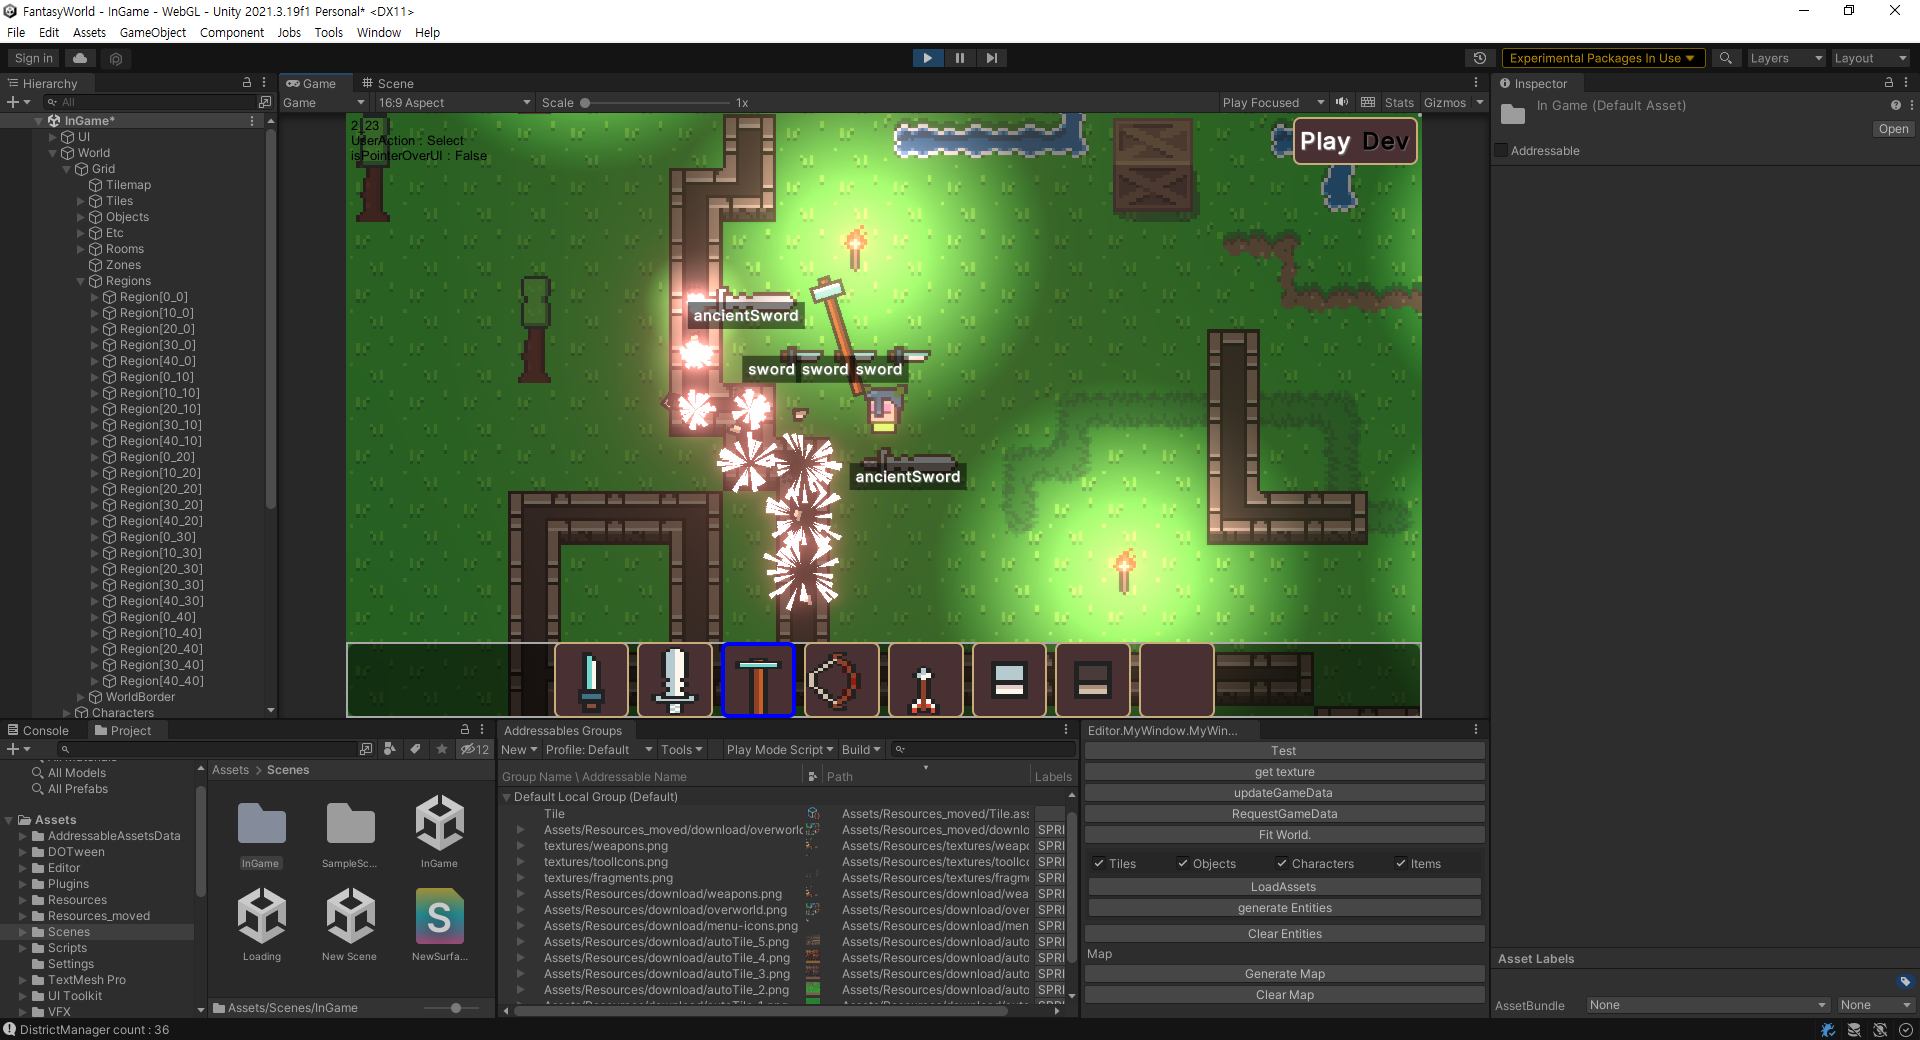 FantasyWorld - InGame - WebGL - Unity 2021.3.19f1 Personal* <DX11>
File Edit Assets GameObject Component Jobs Tools Window Help
Sign in
Experimental Packages In Use
Layers
Layout
Hierarchy
Game
Scene
Inspector
All
Game
16:9 Aspect
Scale
1x
Play Focused
Stats
Gizmos
In Game (Default Asset)
Open
Addressable
InGame*
UI
World
Grid
Tilemap
Tiles
Objects
Etc
Rooms
Zones
Regions
Region[0_0]
Region[10_0]
Region[20_0]
Region[30_0]
Region[40_0]
Region[0_10]
Region[10_10]
Region[20_10]
Region[30_10]
Region[40_10]
Region[0_20]
Region[10_20]
Region[20_20]
Region[30_20]
Region[40_20]
Region[0_30]
Region[10_30]
Region[20_30]
Region[30_30]
Region[40_30]
Region[0_40]
Region[10_40]
Region[20_40]
Region[30_40]
Region[40_40]
WorldBorder
Characters
UserAction : Select
isPointerOverUI : False
Play Dev
ancientSword
sword sword sword
ancientSword
Console
Project
12
All Models
All Prefabs
Assets
AddressableAssetsData
DOTween
Editor
Plugins
Resources
Resources_moved
Scenes
Scripts
Settings
TextMesh Pro
UI Toolkit
VFX
Assets > Scenes
InGame
SampleSc...
InGame
Loading
New Scene
NewSurfa...
Assets/Scenes/InGame
Addressables Groups
New
Profile: Default
Tools
Play Mode Script
Build
Group Name \ Addressable Name
Path
Labels
Default Local Group (Default)
Tile Assets/Resources_moved/Tile.ass
Assets/Resources_moved/download/overworld Assets/Resources_moved/downlo SPRI
textures/weapons.png Assets/Resources/textures/weapo SPRI
textures/toolIcons.png Assets/Resources/textures/toolIc SPRI
textures/fragments.png Assets/Resources/textures/fragm SPRI
Assets/Resources/download/weapons.png Assets/Resources/download/wea SPRI
Assets/Resources/download/overworld.png Assets/Resources/download/over SPRI
Assets/Resources/download/menu-icons.png Assets/Resources/download/men SPRI
Assets/Resources/download/autoTile_5.png Assets/Resources/download/auto SPRI
Assets/Resources/download/autoTile_4.png Assets/Resources/download/auto SPRI
Assets/Resources/download/autoTile_3.png Assets/Resources/download/auto SPRI
Assets/Resources/download/autoTile_2.png Assets/Resources/download/auto SPRI
Editor.MyWindow.MyWin...
Test
get texture
updateGameData
RequestGameData
Fit World.
Tiles
Objects
Characters
Items
LoadAssets
generate Entities
Clear Entities
Map
Generate Map
Clear Map
Asset Labels
AssetBundle
None
None
DistrictManager count : 36